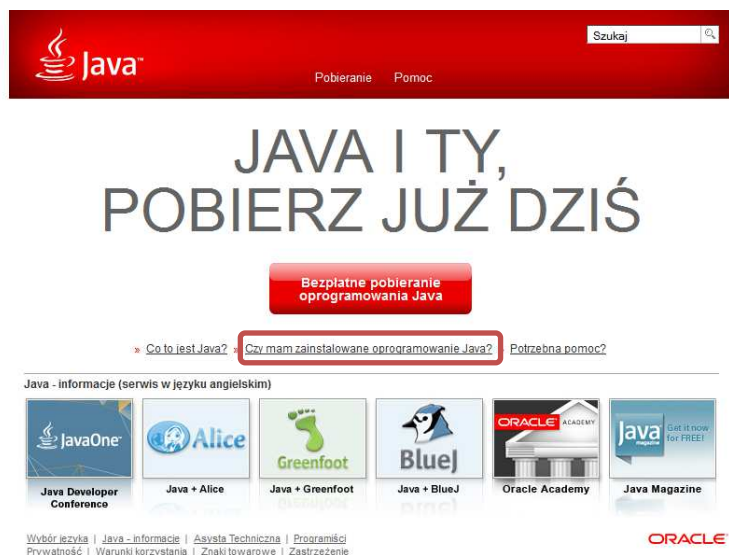 Szukaj
Java™
Pobieranie Pomoc
JAVA I TY,
POBIERZ JUŻ DZIŚ
Bezpłatne pobieranie
oprogramowania Java
» Co to jest Java? » Czy mam zainstalowane oprogramowanie Java? Potrzebna pomoc?
Java - informacje (serwis w języku angielskim)
JavaOne™
Alice
Greenfoot
BlueJ
ORACLE ACADEMY
Java magazine Get it now
for FREE!
Java Developer
Conference
Java + Alice
Java + Greenfoot
Java + BlueJ
Oracle Academy
Java Magazine
Wybór języka | Java - informacje | Asysta Techniczna | Programiści
Prywatność | Warunki korzystania | Znaki towarowe | Zastrzeżenie
ORACLE